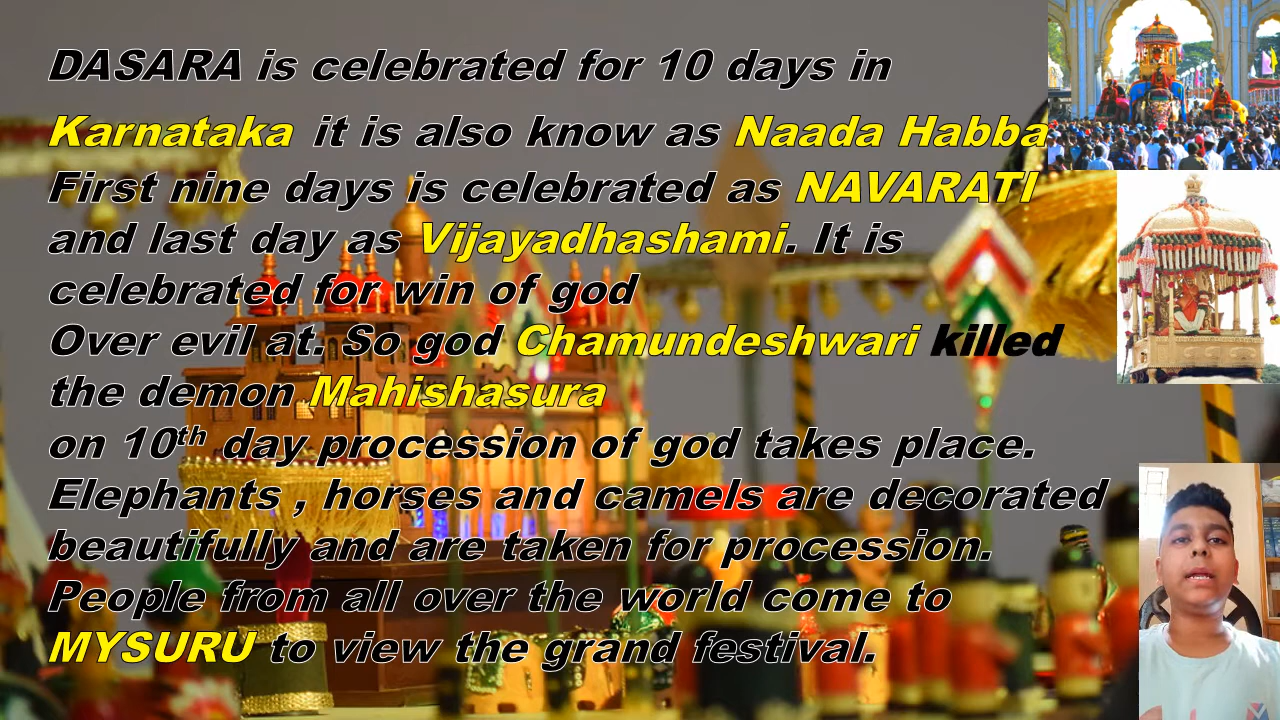 DASARA is celebrated for 10 days in
Karnataka it is also know as Naada Habba
First nine days is celebrated as NAVARATI
and last day as Vijayadhashami. It is
celebrated for win of god
Over evil at. So god Chamundeshwari killed
the demon Mahishasura
on 10th day procession of god takes place.
Elephants , horses and camels are decorated
beautifully and are taken for procession.
People from all over the world come to
MYSURU to view the grand festival.